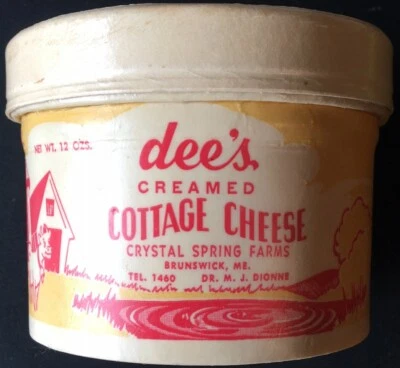 NET WT. 12 OZS.
dee's
CREAMED
COTTAGE CHEESE
CRYSTAL SPRING FARMS
BRUNSWICK, ME.
TEL. 1460 DR. M. J. DIONNE